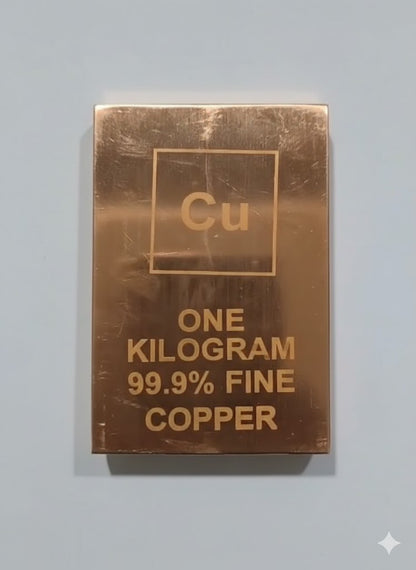 Cu
ONE
KILOGRAM
99.9% FINE
COPPER